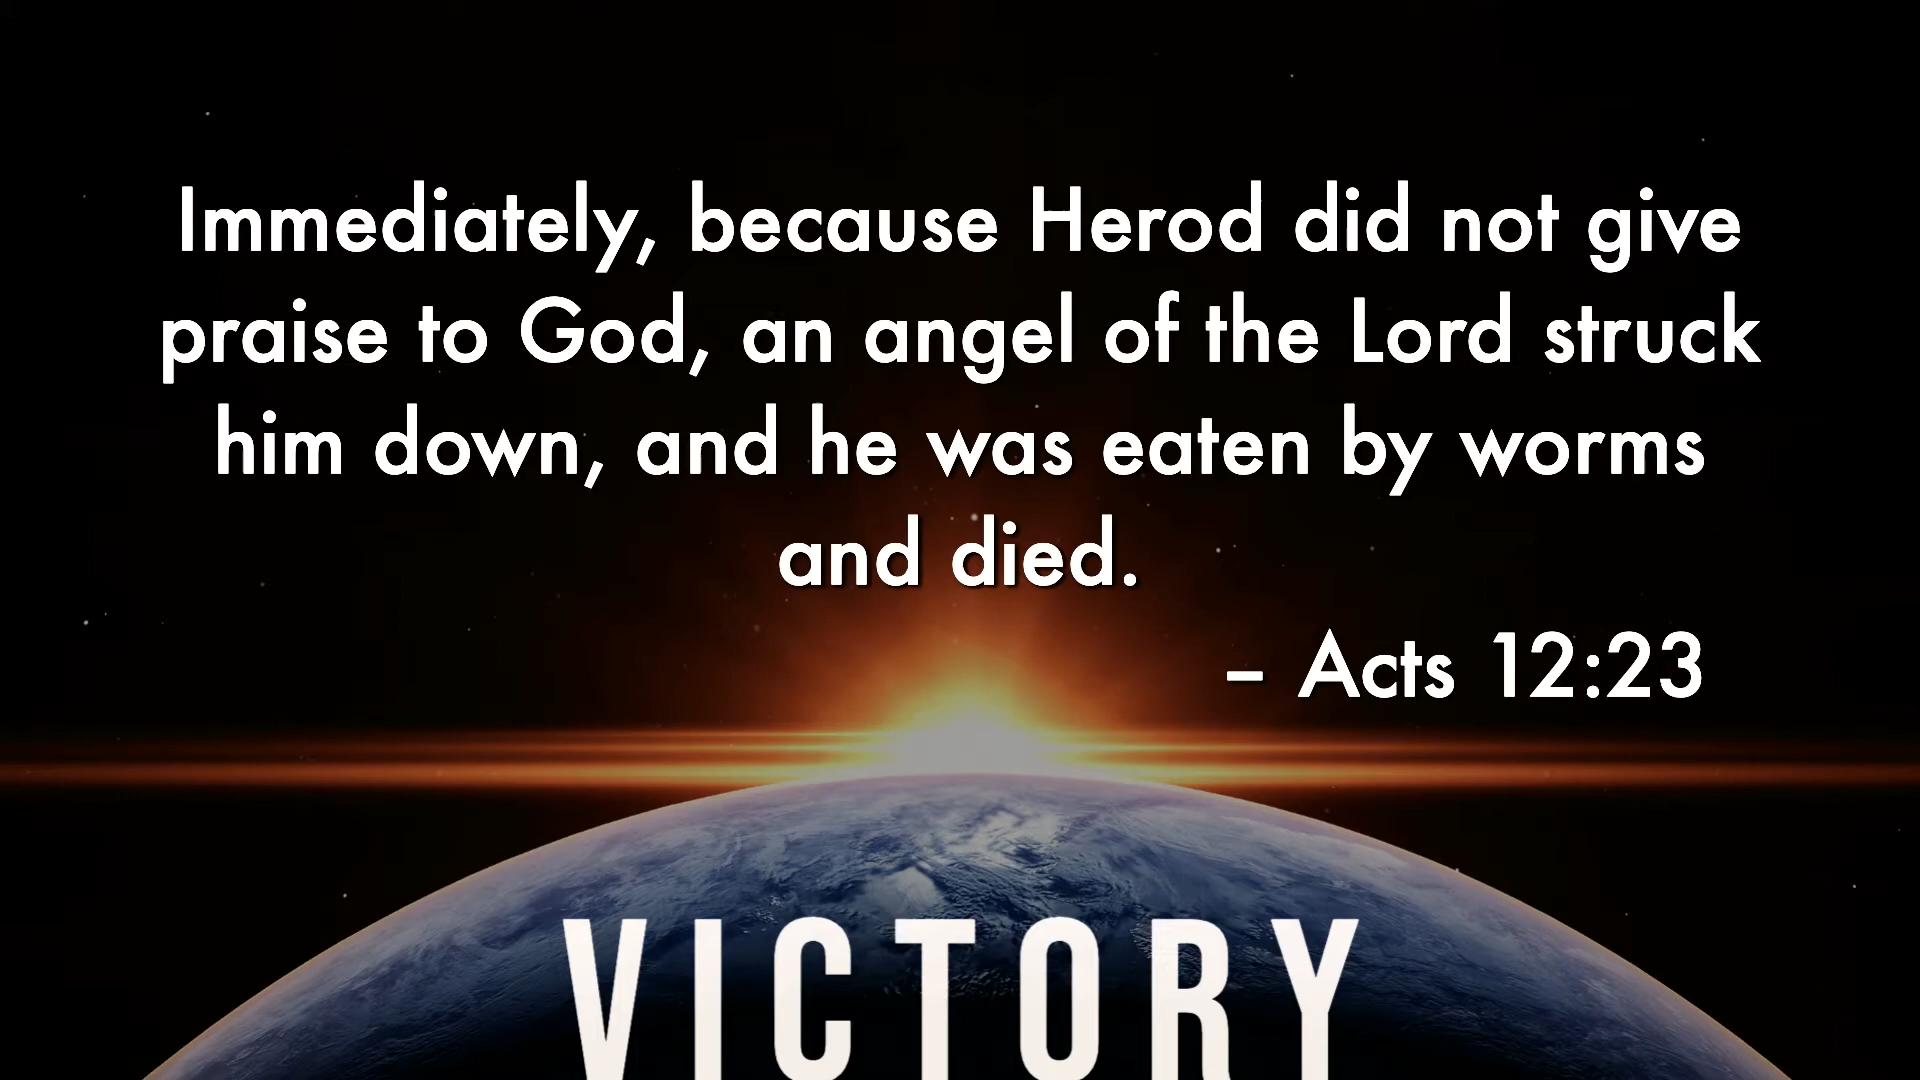 Immediately, because Herod did not give
praise to God, an angel of the Lord struck
him down, and he was eaten by worms
and died.
– Acts 12:23
VICTORY